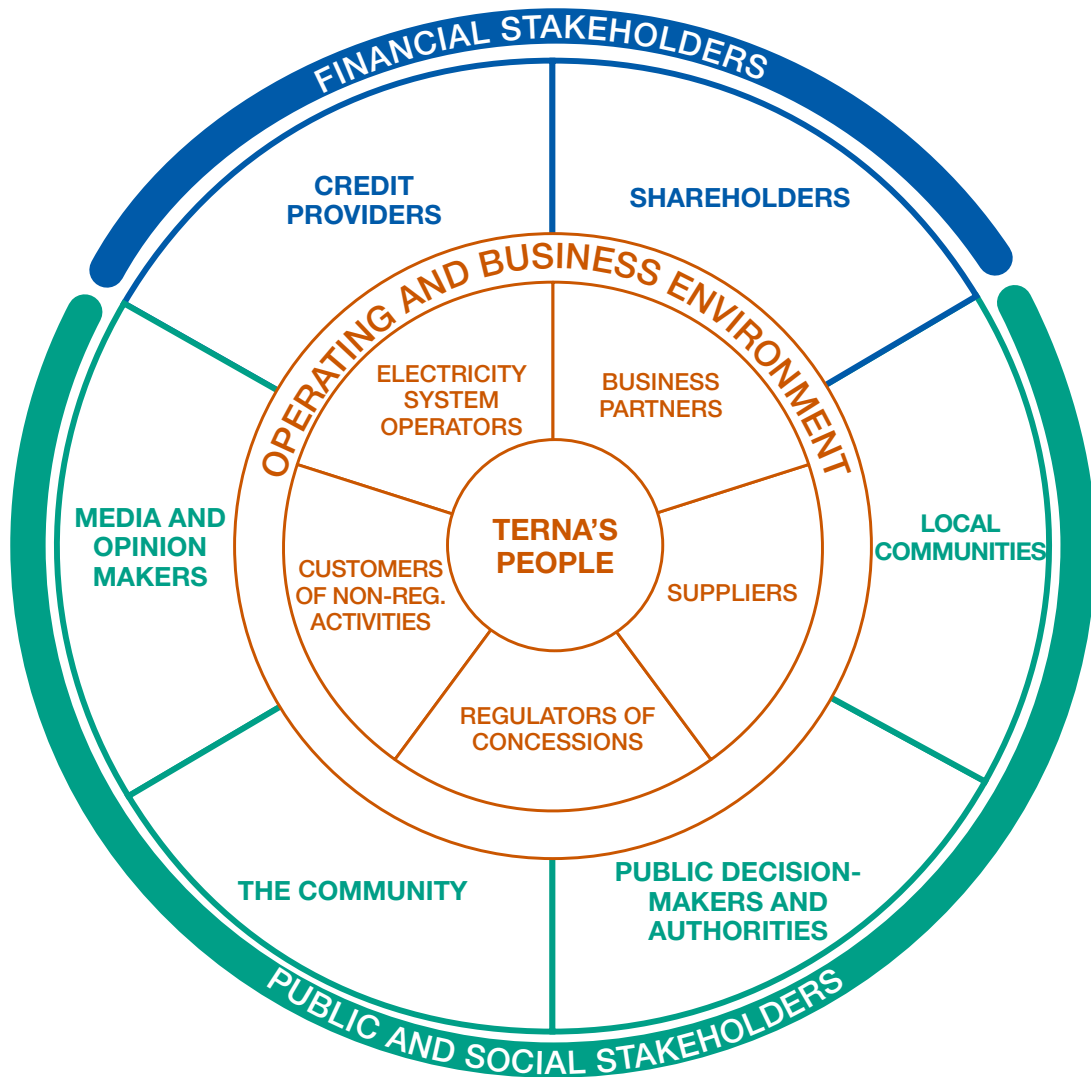 FINANCIAL STAKEHOLDERS
CREDIT
PROVIDERS
SHAREHOLDERS
OPERATING AND BUSINESS ENVIRONMENT
ELECTRICITY
SYSTEM
OPERATORS
BUSINESS
PARTNERS
MEDIA AND
OPINION
MAKERS
TERNA'S
PEOPLE
LOCAL
COMMUNITIES
CUSTOMERS
OF NON-REG.
ACTIVITIES
SUPPLIERS
REGULATORS OF
CONCESSIONS
THE COMMUNITY
PUBLIC DECISION-
MAKERS AND
AUTHORITIES
PUBLIC AND SOCIAL STAKEHOLDERS